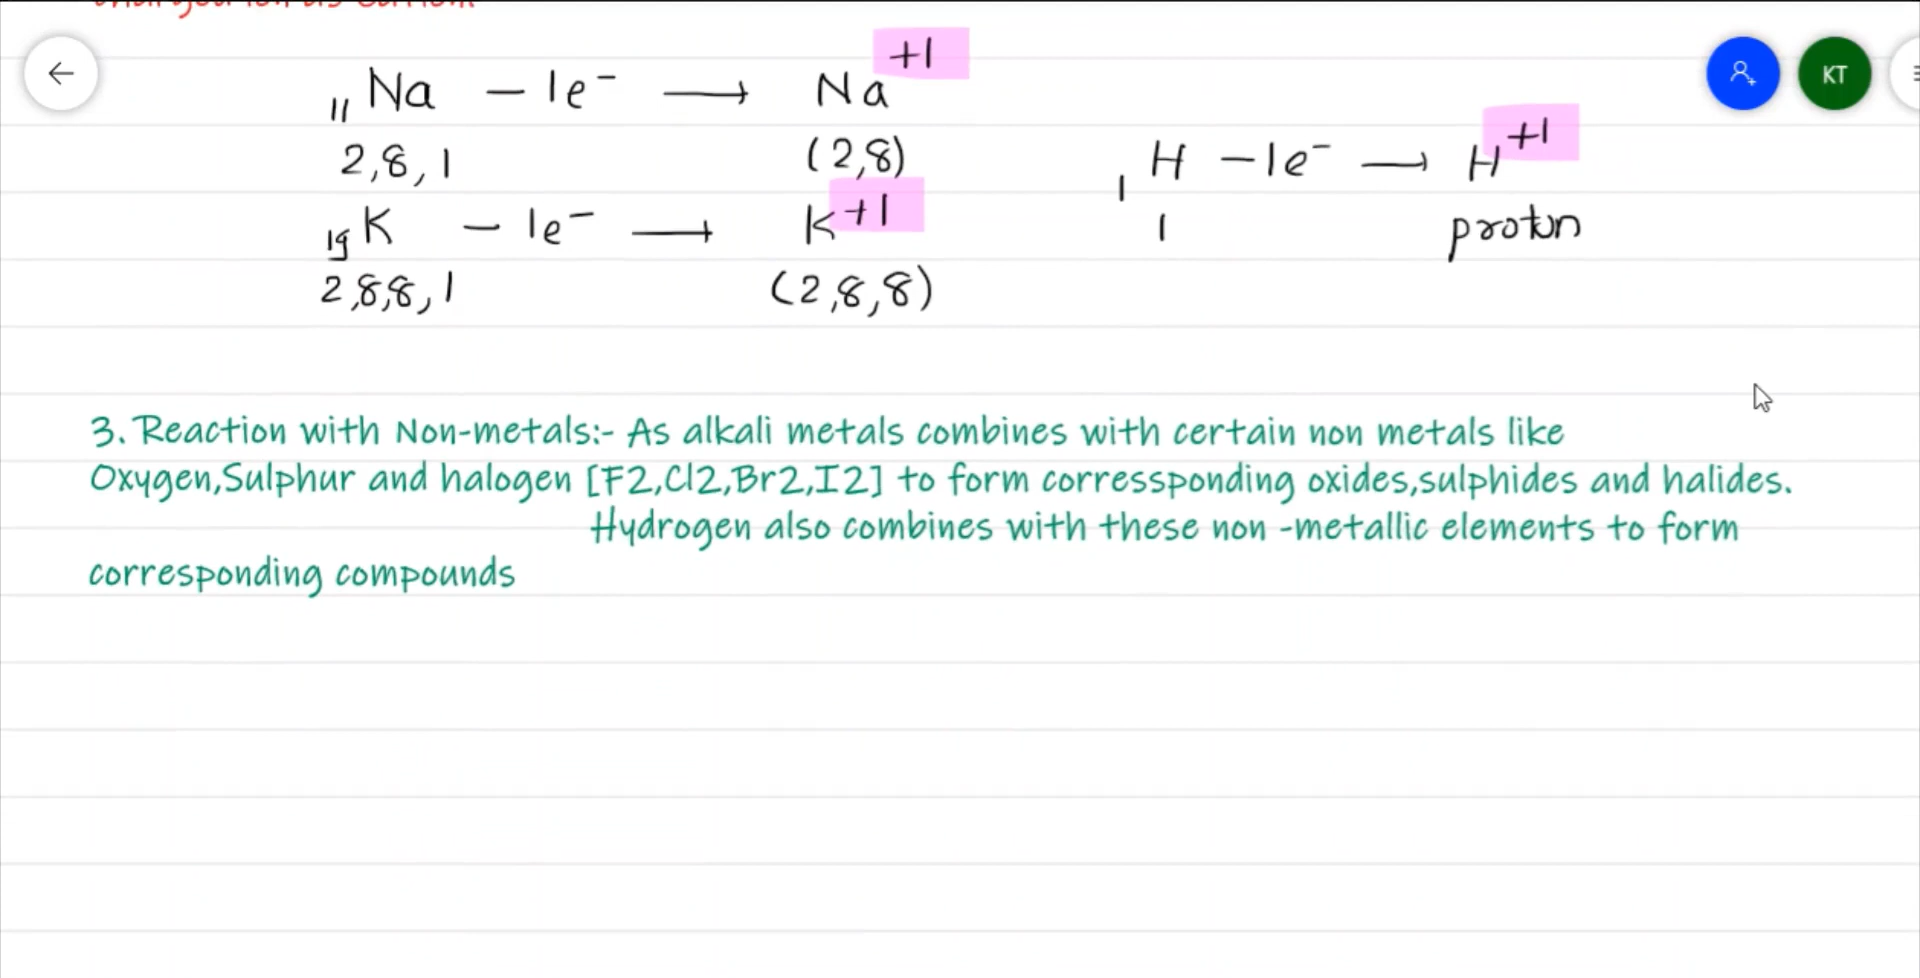 ₁₁Na – 1e⁻ → Na⁺¹
2,8,1 (2,8)
₁₉K – 1e⁻ → K⁺¹
2,8,8,1 (2,8,8)
₁H – 1e⁻ → H⁺¹
1 proton
KT
3. Reaction with Non-metals:- As alkali metals combines with certain non metals like
Oxygen,Sulphur and halogen [F2,Cl2,Br2,I2] to form corressponding oxides,sulphides and halides.
Hydrogen also combines with these non -metallic elements to form
corresponding compounds